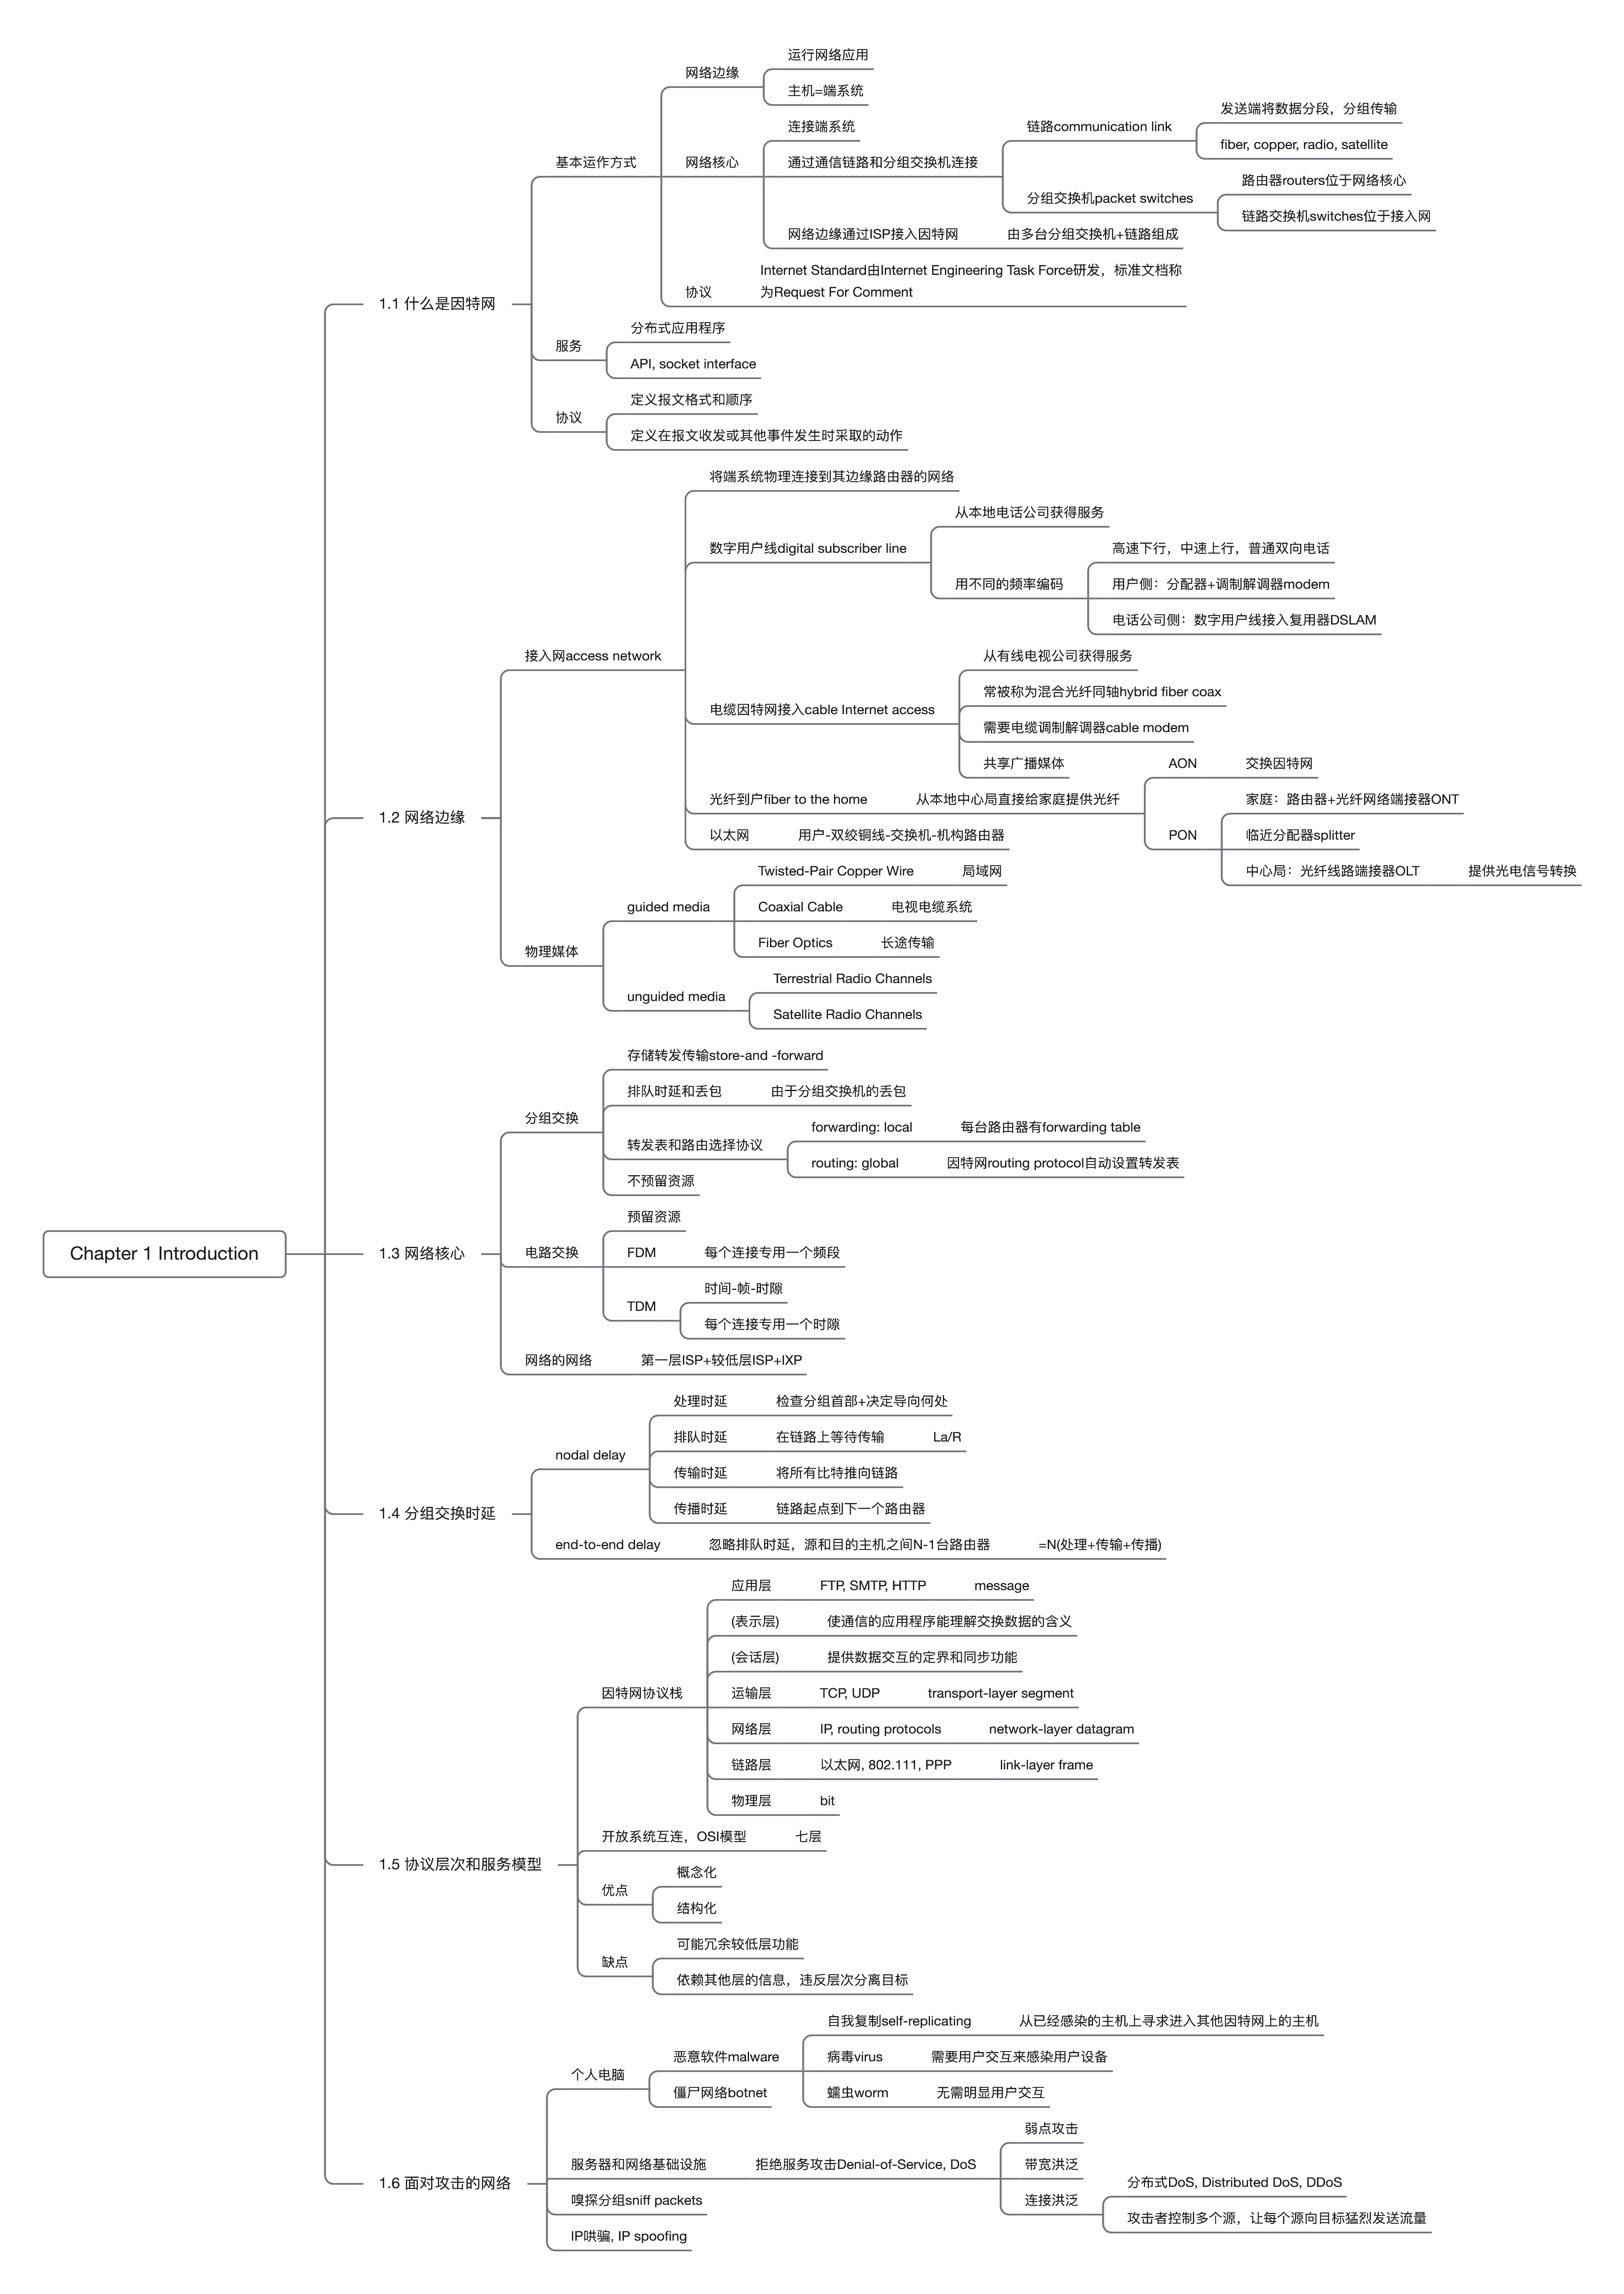 Chapter 1 Introduction
1.1 什么是因特网
基本运作方式
网络边缘
运行网络应用
主机=端系统
网络核心
连接端系统
通过通信链路和分组交换机连接
链路communication link
发送端将数据分段，分组传输
fiber, copper, radio, satellite
分组交换机packet switches
路由器routers位于网络核心
链路交换机switches位于接入网
网络边缘通过ISP接入因特网
由多台分组交换机+链路组成
协议
Internet Standard由Internet Engineering Task Force研发，标准文档称
为Request For Comment
服务
分布式应用程序
API, socket interface
协议
定义报文格式和顺序
定义在报文收发或其他事件发生时采取的动作
1.2 网络边缘
接入网access network
将端系统物理连接到其边缘路由器的网络
数字用户线digital subscriber line
从本地电话公司获得服务
用不同的频率编码
高速下行，中速上行，普通双向电话
用户侧：分配器+调制解调器modem
电话公司侧：数字用户线接入复用器DSLAM
电缆因特网接入cable Internet access
从有线电视公司获得服务
常被称为混合光纤同轴hybrid fiber coax
需要电缆调制解调器cable modem
共享广播媒体
光纤到户fiber to the home
从本地中心局直接给家庭提供光纤
AON
交换因特网
PON
家庭：路由器+光纤网络端接器ONT
临近分配器splitter
中心局：光纤线路端接器OLT
提供光电信号转换
以太网
用户-双绞铜线-交换机-机构路由器
物理媒体
guided media
Twisted-Pair Copper Wire
局域网
Coaxial Cable
电视电缆系统
Fiber Optics
长途传输
unguided media
Terrestrial Radio Channels
Satellite Radio Channels
1.3 网络核心
分组交换
存储转发传输store-and -forward
排队时延和丢包
由于分组交换机的丢包
转发表和路由选择协议
forwarding: local
每台路由器有forwarding table
routing: global
因特网routing protocol自动设置转发表
不预留资源
电路交换
预留资源
FDM
每个连接专用一个频段
TDM
时间-帧-时隙
每个连接专用一个时隙
网络的网络
第一层ISP+较低层ISP+IXP
1.4 分组交换时延
nodal delay
处理时延
检查分组首部+决定导向何处
排队时延
在链路上等待传输
La/R
传输时延
将所有比特推向链路
传播时延
链路起点到下一个路由器
end-to-end delay
忽略排队时延，源和目的主机之间N-1台路由器
=N(处理+传输+传播)
1.5 协议层次和服务模型
因特网协议栈
应用层
FTP, SMTP, HTTP
message
(表示层)
使通信的应用程序能理解交换数据的含义
(会话层)
提供数据交互的定界和同步功能
运输层
TCP, UDP
transport-layer segment
网络层
IP, routing protocols
network-layer datagram
链路层
以太网, 802.111, PPP
link-layer frame
物理层
bit
开放系统互连，OSI模型
七层
优点
概念化
结构化
缺点
可能冗余较低层功能
依赖其他层的信息，违反层次分离目标
1.6 面对攻击的网络
个人电脑
恶意软件malware
自我复制self-replicating
从已经感染的主机上寻求进入其他因特网上的主机
病毒virus
需要用户交互来感染用户设备
蠕虫worm
无需明显用户交互
僵尸网络botnet
服务器和网络基础设施
拒绝服务攻击Denial-of-Service, DoS
弱点攻击
带宽洪泛
连接洪泛
分布式DoS, Distributed DoS, DDoS
攻击者控制多个源，让每个源向目标猛烈发送流量
嗅探分组sniff packets
IP哄骗, IP spoofing